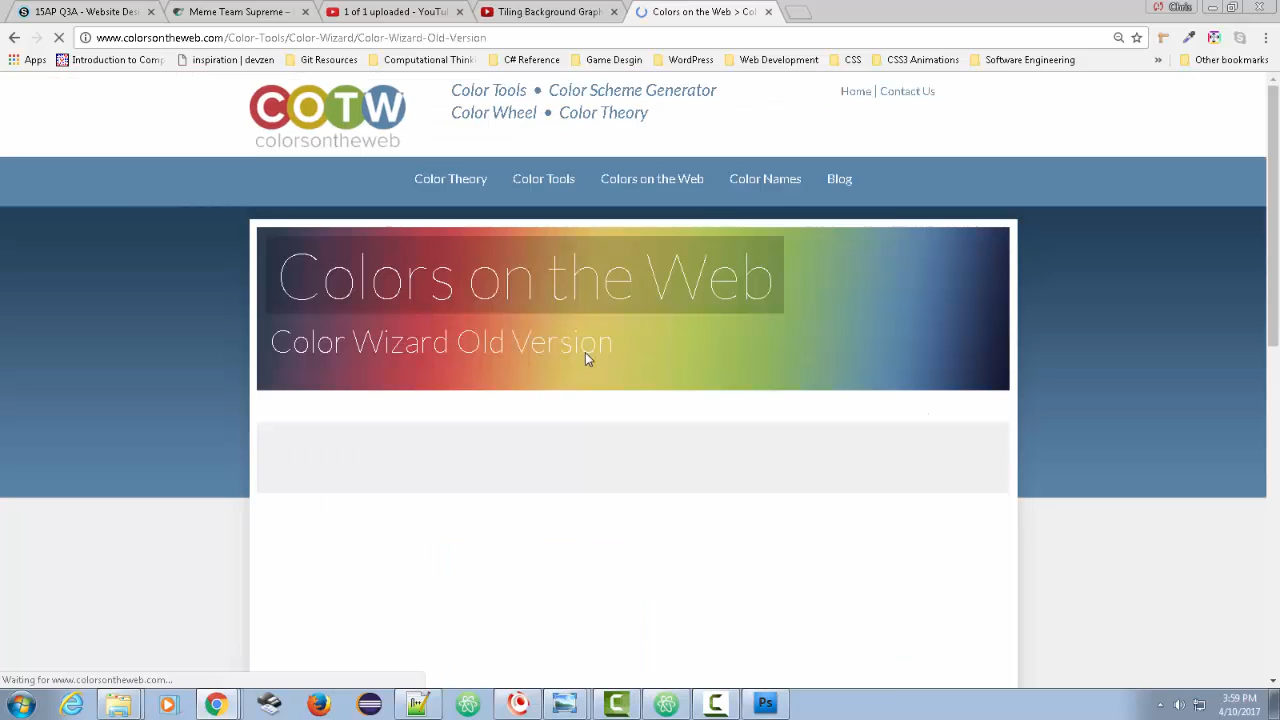 15AP Q3A - Website Des
Meme Team Supreme –
1 of 1 uploaded - YouTu
Tiling Background Graph
Colors on the Web > Col
Chris
www.colorsontheweb.com/Color-Tools/Color-Wizard/Color-Wizard-Old-Version
Apps
Introduction to Comp
inspiration | devzen
Git Resources
Computational Think
C# Reference
Game Desgin
WordPress
Web Development
CSS
CSS3 Animations
Software Engineering
»
Other bookmarks
COTW
colorsontheweb
Color Tools • Color Scheme Generator
Color Wheel • Color Theory
Home | Contact Us
Color Theory
Color Tools
Colors on the Web
Color Names
Blog
Colors on the Web
Color Wizard Old Version
Waiting for www.colorsontheweb.com...
Ps
3:59 PM
4/10/2017